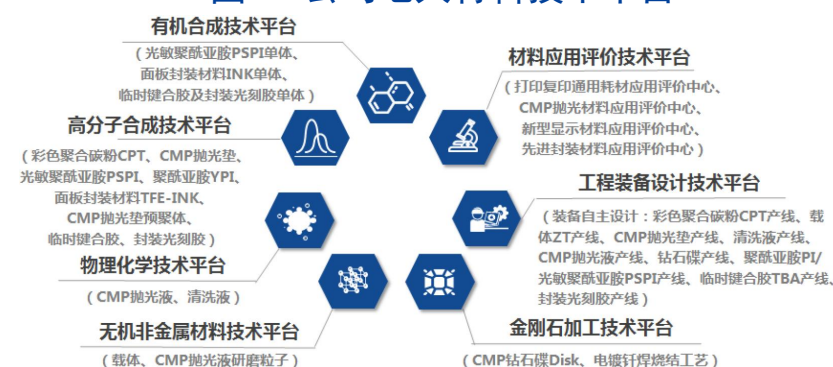 有机合成技术平台
（光敏聚酰亚胺PSPI单体、
面板封装材料INK单体、
临时键合胶及封装光刻胶单体）
高分子合成技术平台
（彩色聚合碳粉CPT、CMP抛光垫、
光敏聚酰亚胺PSPI、聚酰亚胺YPI、
面板封装材料TFE-INK、
CMP抛光垫预聚体、
临时键合胶、封装光刻胶）
物理化学技术平台
（CMP抛光液、清洗液）
无机非金属材料技术平台
（载体、CMP抛光液研磨粒子）
材料应用评价技术平台
（打印复印通用耗材应用评价中心、
CMP抛光材料应用评价中心、
新型显示材料应用评价中心、
先进封装材料应用评价中心）
工程装备设计技术平台
（装备自主设计：彩色聚合碳粉CPT产线、载
体ZT产线、CMP抛光垫产线、清洗液产线、
CMP抛光液产线、钻石碟产线、聚酰亚胺PI/
光敏聚酰亚胺PSPI产线、临时键合胶TBA产线、
封装光刻胶产线）
金刚石加工技术平台
（CMP钻石碟Disk、电镀钎焊烧结工艺）